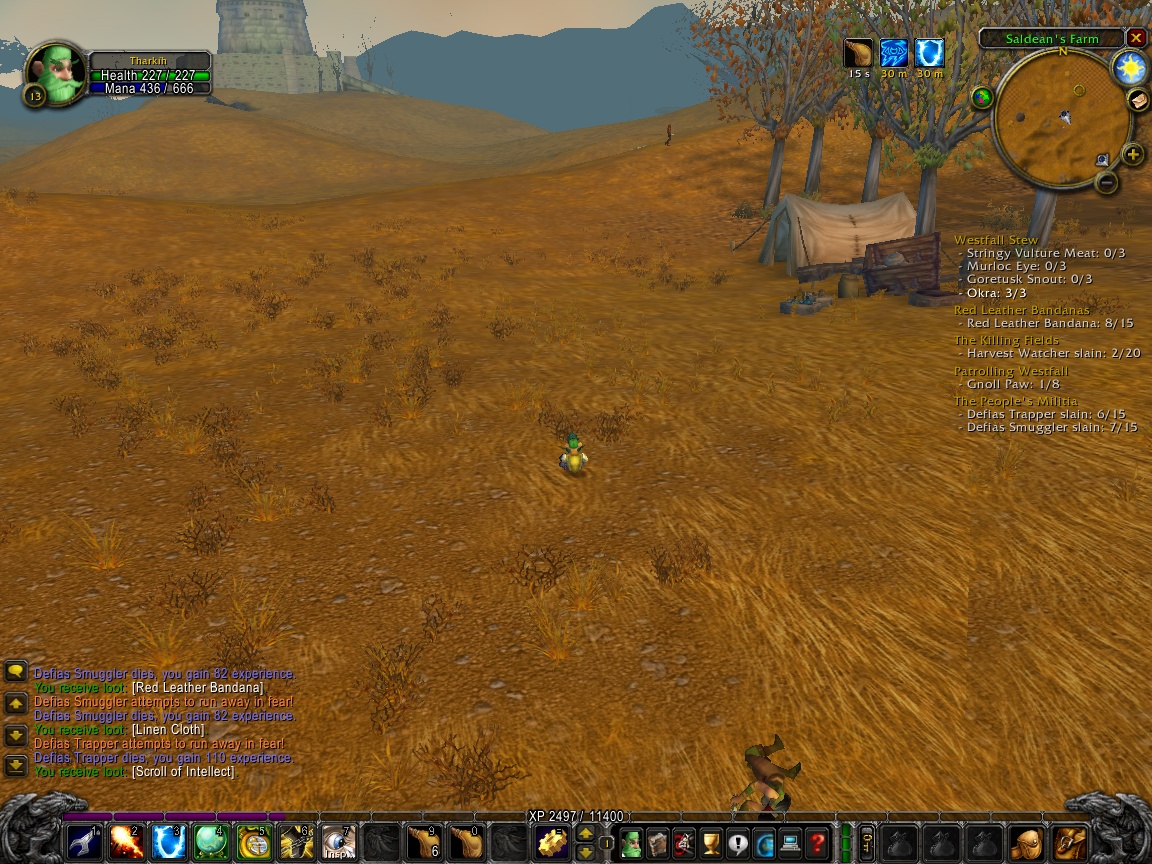 Tharkih
Health 227 / 227
Mana 436 / 666
13
15 s
30 m
30 m
Saldean's Farm
N
Westfall Stew
- Stringy Vulture Meat: 0/3
- Murloc Eye: 0/3
- Goretusk Snout: 0/3
- Okra: 3/3
Red Leather Bandanas
- Red Leather Bandana: 8/15
The Killing Fields
- Harvest Watcher slain: 2/20
Patrolling Westfall
- Gnoll Paw: 1/8
The People's Militia
- Defias Trapper slain: 6/15
- Defias Smuggler slain: 7/15
Defias Smuggler dies, you gain 82 experience.
You receive loot: [Red Leather Bandana].
Defias Smuggler attempts to run away in fear!
Defias Smuggler dies, you gain 82 experience.
You receive loot: [Linen Cloth].
Defias Trapper attempts to run away in fear!
Defias Trapper dies, you gain 110 experience.
You receive loot: [Scroll of Intellect].
XP 2497 / 11400
1 2 3 4 5 6 7 9 0
Inspi
6
1